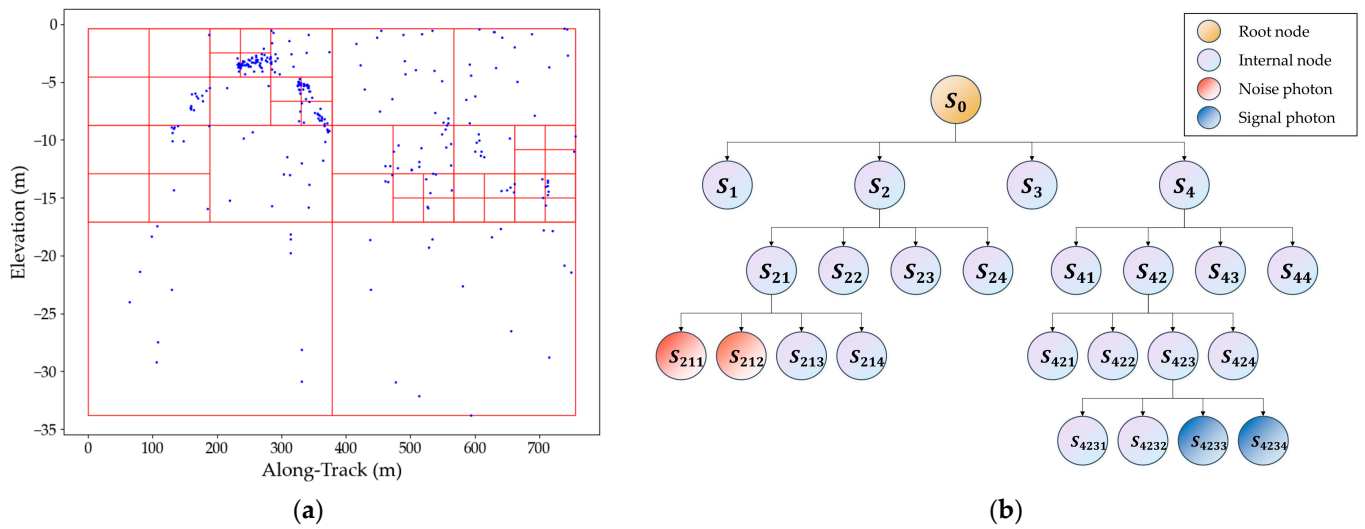 0
−5
−10
−15
−20
−25
−30
−35
Elevation (m)
0 100 200 300 400 500 600 700
Along-Track (m)
(a)
Root node
Internal node
Noise photon
Signal photon
S0
S1 S2 S3 S4
S21 S22 S23 S24 S41 S42 S43 S44
S211 S212 S213 S214 S421 S422 S423 S424
S4231 S4232 S4233 S4234
(b)